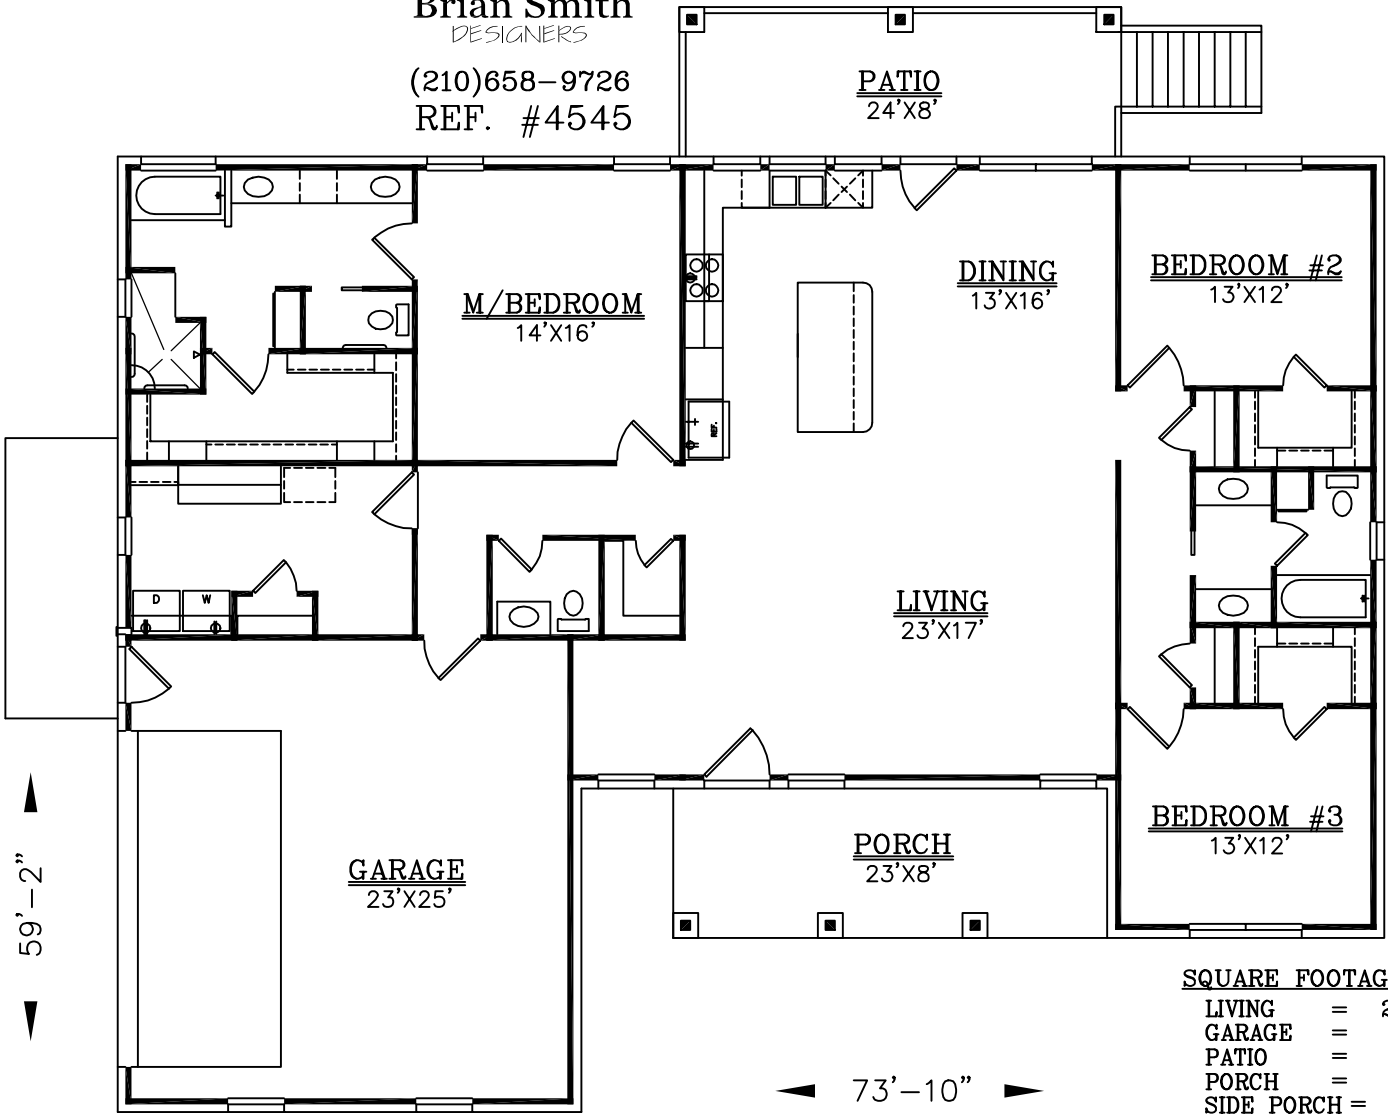 Brian Smith
DESIGNERS
(210)658-9726
REF. #4545
PATIO
24'X8'
DINING
13'X16'
BEDROOM #2
13'X12'
M/BEDROOM
14'X16'
REF.
D W
LIVING
23'X17'
BEDROOM #3
13'X12'
PORCH
23'X8'
GARAGE
23'X25'
59'-2"
73'-10"
SQUARE FOOTAG
LIVING = 2
GARAGE =
PATIO =
PORCH =
SIDE PORCH =